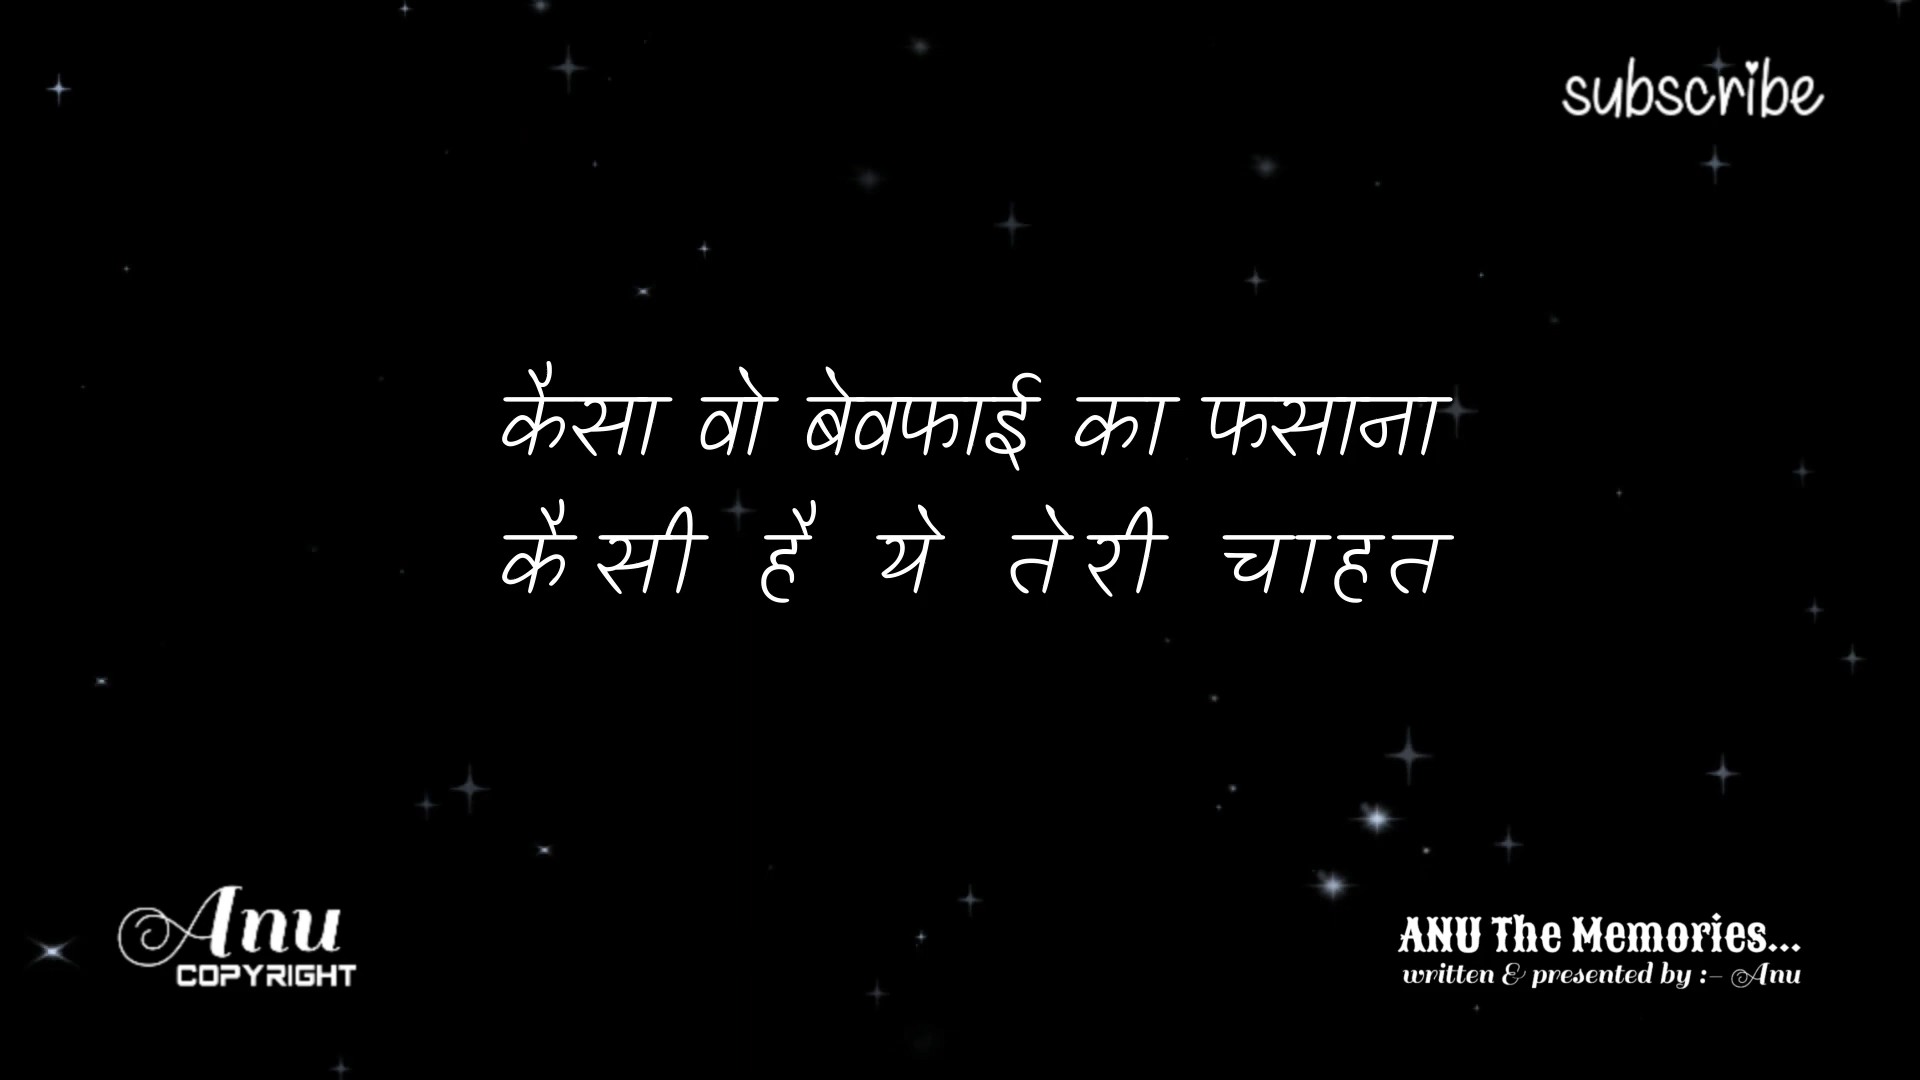 subscribe
कैसा वो बेवफाई का फसाना
कैसी है ये तेरी चाहत
Anu
COPYRIGHT
ANU The Memories...
written & presented by :- Anu